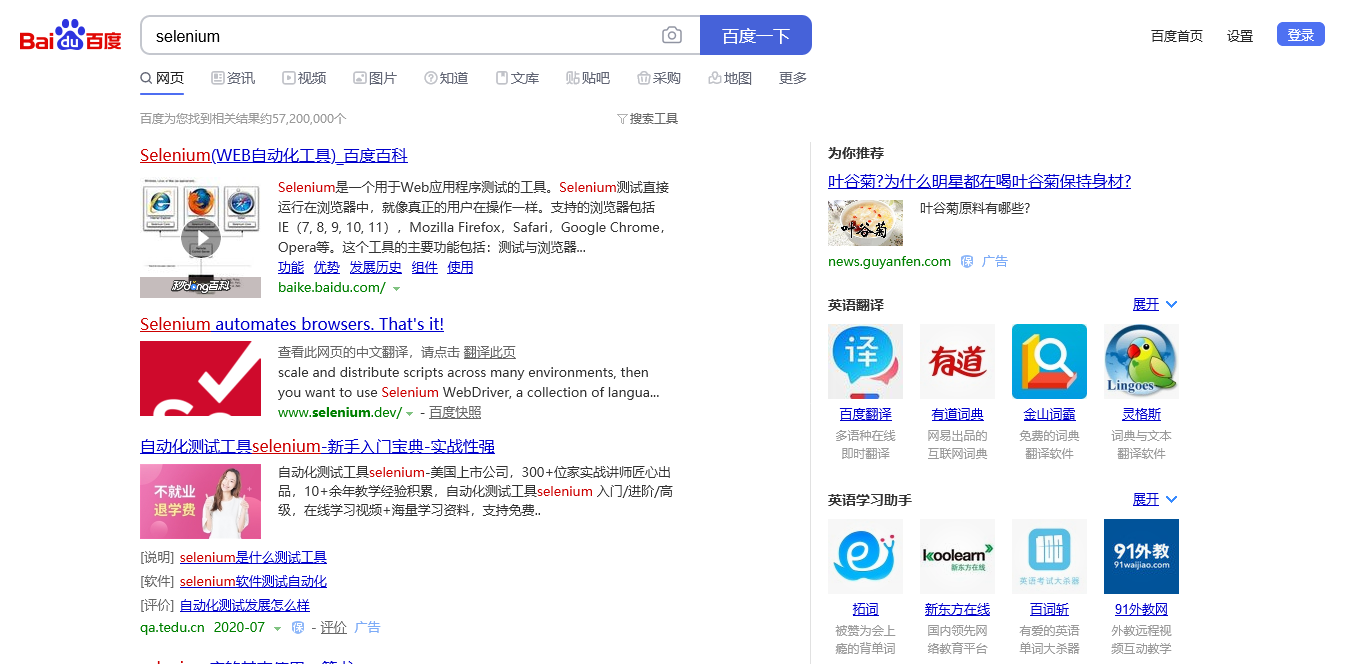 Bai du 百度
selenium
百度一下
百度首页 设置 登录
网页 资讯 视频 图片 知道 文库 贴吧 采购 地图 更多
百度为您找到相关结果约57,200,000个
搜索工具
Selenium(WEB自动化工具)_百度百科
秒dong百科
Selenium是一个用于Web应用程序测试的工具。Selenium测试直接
运行在浏览器中，就像真正的用户在操作一样。支持的浏览器包括
IE（7, 8, 9, 10, 11），Mozilla Firefox，Safari，Google Chrome，
Opera等。这个工具的主要功能包括：测试与浏览器...
功能 优势 发展历史 组件 使用
baike.baidu.com/
Selenium automates browsers. That's it!
查看此网页的中文翻译，请点击 翻译此页
scale and distribute scripts across many environments, then
you want to use Selenium WebDriver, a collection of langua...
www.selenium.dev/ - 百度快照
自动化测试工具selenium-新手入门宝典-实战性强
不就业
退学费
自动化测试工具selenium-美国上市公司，300+位家实战讲师匠心出
品，10+余年教学经验积累，自动化测试工具selenium 入门/进阶/高
级，在线学习视频+海量学习资料，支持免费..
[说明] selenium是什么测试工具
[软件] selenium软件测试自动化
[评价] 自动化测试发展怎么样
qa.tedu.cn 2020-07 保 - 评价 广告
为你推荐
叶谷菊?为什么明星都在喝叶谷菊保持身材?
叶谷菊
叶谷菊原料有哪些?
news.guyanfen.com 保 广告
英语翻译 展开
译 有道 Lingoes
百度翻译 有道词典 金山词霸 灵格斯
多语种在线 网易出品的 免费的词典 词典与文本
即时翻译 互联网词典 翻译软件 翻译软件
英语学习助手 展开
koolearn
新东方在线
英语考试大杀器
91外教
91waijiao.com
拓词 新东方在线 百词斩 91外教网
被赞为会上 国内领先网 有爱的英语 外教远程视
瘾的背单词 络教育平台 单词大杀器 频互动教学